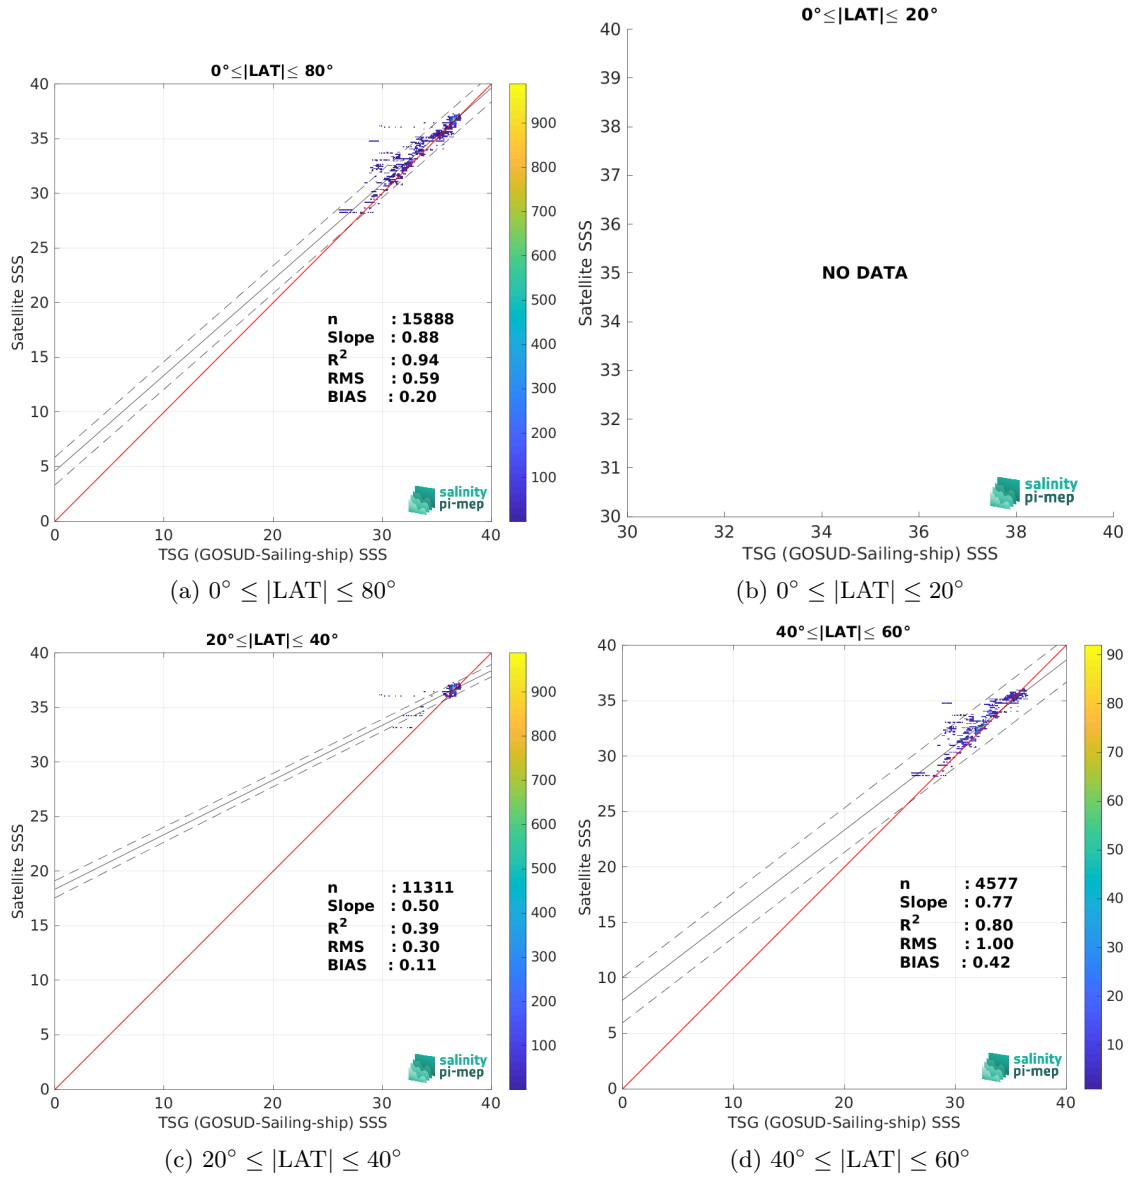 0°≤|LAT|≤ 80°
40
35
30
25
20
15
10
5
0
Satellite SSS
n : 15888
Slope : 0.88
R² : 0.94
RMS : 0.59
BIAS : 0.20
salinity
pi-mep
0 10 20 30 40
TSG (GOSUD-Sailing-ship) SSS
900
800
700
600
500
400
300
200
100
(a) 0° ≤ |LAT| ≤ 80°
0°≤|LAT|≤ 20°
40
39
38
37
36
35
34
33
32
31
30
Satellite SSS
NO DATA
salinity
pi-mep
30 32 34 36 38 40
TSG (GOSUD-Sailing-ship) SSS
(b) 0° ≤ |LAT| ≤ 20°
20°≤|LAT|≤ 40°
40
35
30
25
20
15
10
5
0
Satellite SSS
n : 11311
Slope : 0.50
R² : 0.39
RMS : 0.30
BIAS : 0.11
salinity
pi-mep
0 10 20 30 40
TSG (GOSUD-Sailing-ship) SSS
900
800
700
600
500
400
300
200
100
(c) 20° ≤ |LAT| ≤ 40°
40°≤|LAT|≤ 60°
40
35
30
25
20
15
10
5
0
Satellite SSS
n : 4577
Slope : 0.77
R² : 0.80
RMS : 1.00
BIAS : 0.42
salinity
pi-mep
0 10 20 30 40
TSG (GOSUD-Sailing-ship) SSS
90
80
70
60
50
40
30
20
10
(d) 40° ≤ |LAT| ≤ 60°